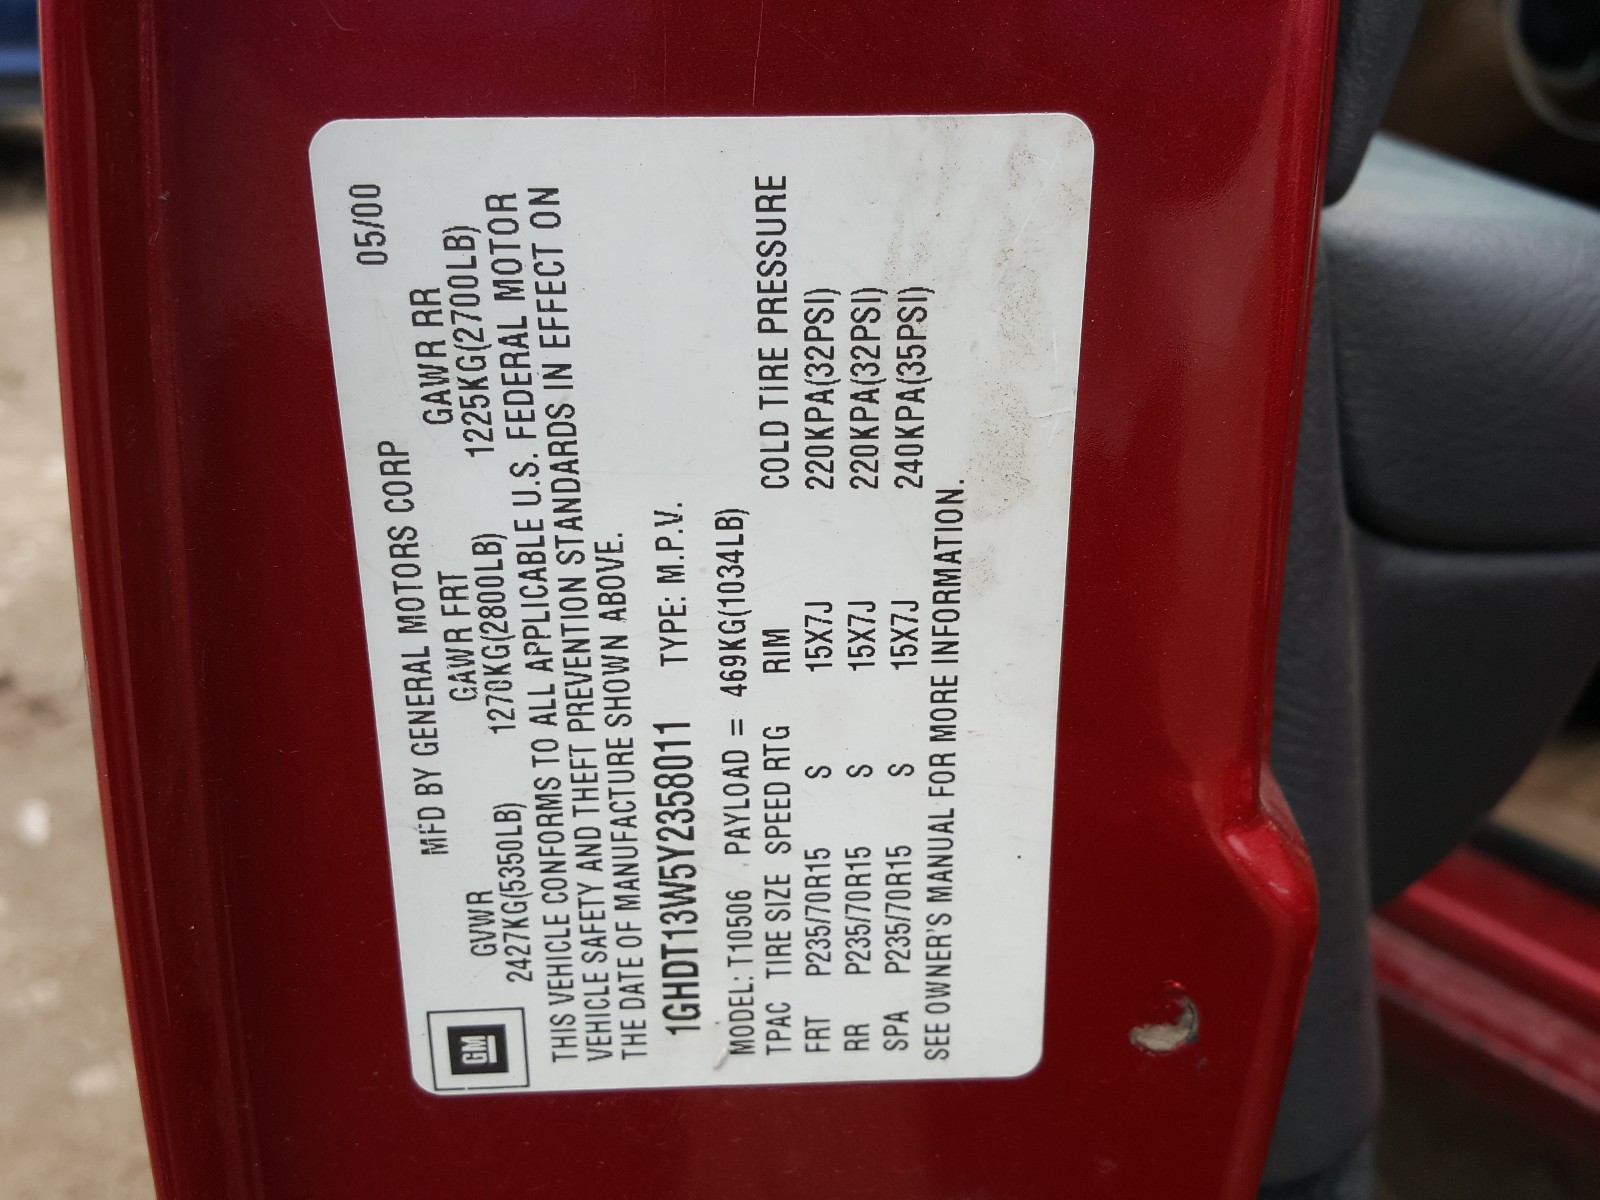 MFD BY GENERAL MOTORS CORP 05/00
GVWR GAWR FRT GAWR RR
2427KG(5350LB) 1270KG(2800LB) 1225KG(2700LB)
GM
THIS VEHICLE CONFORMS TO ALL APPLICABLE U.S. FEDERAL MOTOR
VEHICLE SAFETY AND THEFT PREVENTION STANDARDS IN EFFECT ON
THE DATE OF MANUFACTURE SHOWN ABOVE.
1GHDT13W5Y2358011 TYPE: M.P.V.
MODEL: T10506 PAYLOAD = 469KG(1034LB)
TPAC TIRE SIZE SPEED RTG RIM COLD TIRE PRESSURE
FRT P235/70R15 S 15X7J 220KPA(32PSI)
RR P235/70R15 S 15X7J 220KPA(32PSI)
SPA P235/70R15 S 15X7J 240KPA(35PSI)
SEE OWNER'S MANUAL FOR MORE INFORMATION.